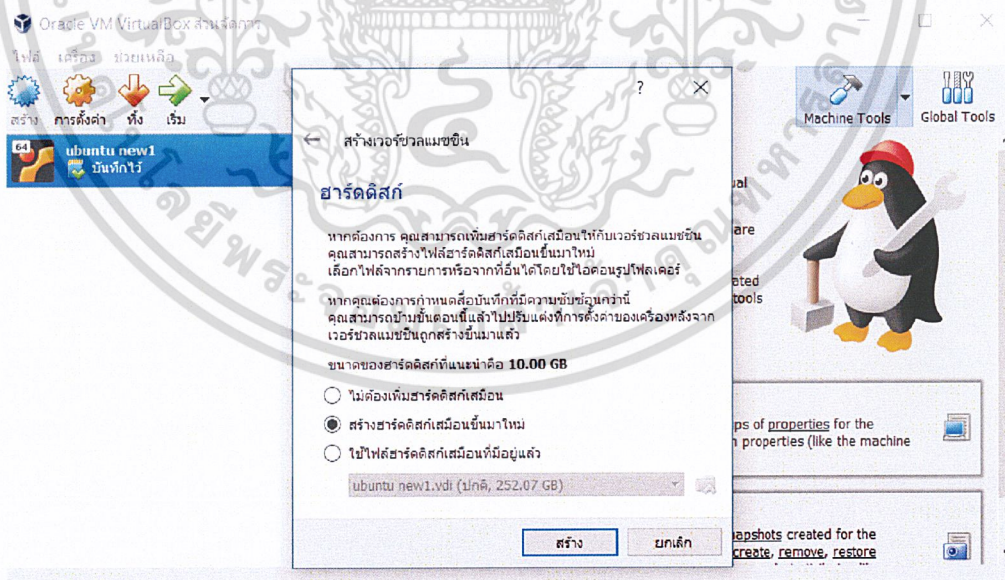 Oracle VM VirtualBox ส่วนจัดการ
ไฟล์ เครื่อง ช่วยเหลือ
สร้าง การตั้งค่า ทิ้ง เริ่ม
Machine Tools Global Tools
64 ubuntu new1
บันทึกไว้
?
สร้างเวอร์ชวลแมชชีน
ฮาร์ดดิสก์
หากต้องการ คุณสามารถเพิ่มฮาร์ดดิสก์เสมือนให้กับเวอร์ชวลแมชชีน
คุณสามารถสร้างไฟล์ฮาร์ดดิสก์เสมือนขึ้นมาใหม่
เลือกไฟล์จากรายการหรือจากที่อื่นได้โดยใช้ไอคอนรูปโฟลเดอร์
หากคุณต้องการกำหนดสื่อบันทึกที่มีความซับซ้อนกว่านี้
คุณสามารถข้ามขั้นตอนนี้แล้วไปปรับแต่งที่การตั้งค่าของเครื่องหลังจาก
เวอร์ชวลแมชชีนถูกสร้างขึ้นมาแล้ว
ขนาดของฮาร์ดดิสก์ที่แนะนำคือ 10.00 GB
ไม่ต้องเพิ่มฮาร์ดดิสก์เสมือน
สร้างฮาร์ดดิสก์เสมือนขึ้นมาใหม่
ใช้ไฟล์ฮาร์ดดิสก์เสมือนที่มีอยู่แล้ว
ubuntu new1.vdi (ปกติ, 252.07 GB)
สร้าง ยกเลิก
ual
are
ated
tools
ps of properties for the
n properties (like the machine
apshots created for the
create, remove, restore